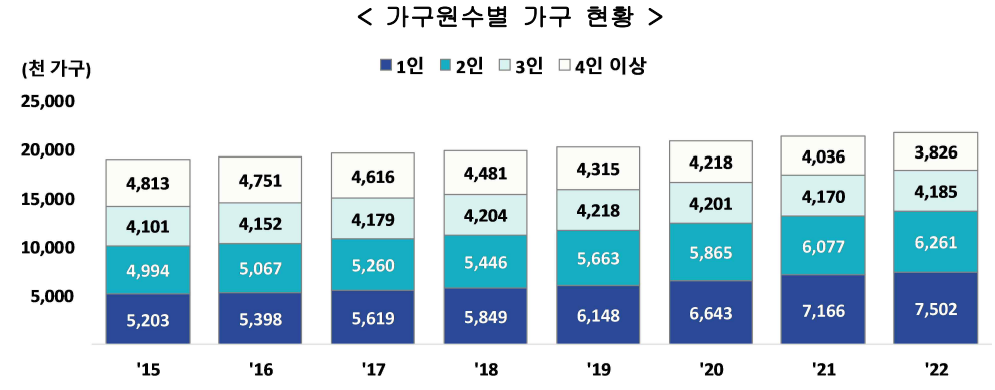 < 가구원수별 가구 현황 >
(천 가구)
1인 2인 3인 4인 이상
25,000
20,000
15,000
10,000
5,000
4,813 4,751 4,616 4,481 4,315 4,218 4,036 3,826
4,101 4,152 4,179 4,204 4,218 4,201 4,170 4,185
4,994 5,067 5,260 5,446 5,663 5,865 6,077 6,261
5,203 5,398 5,619 5,849 6,148 6,643 7,166 7,502
'15 '16 '17 '18 '19 '20 '21 '22